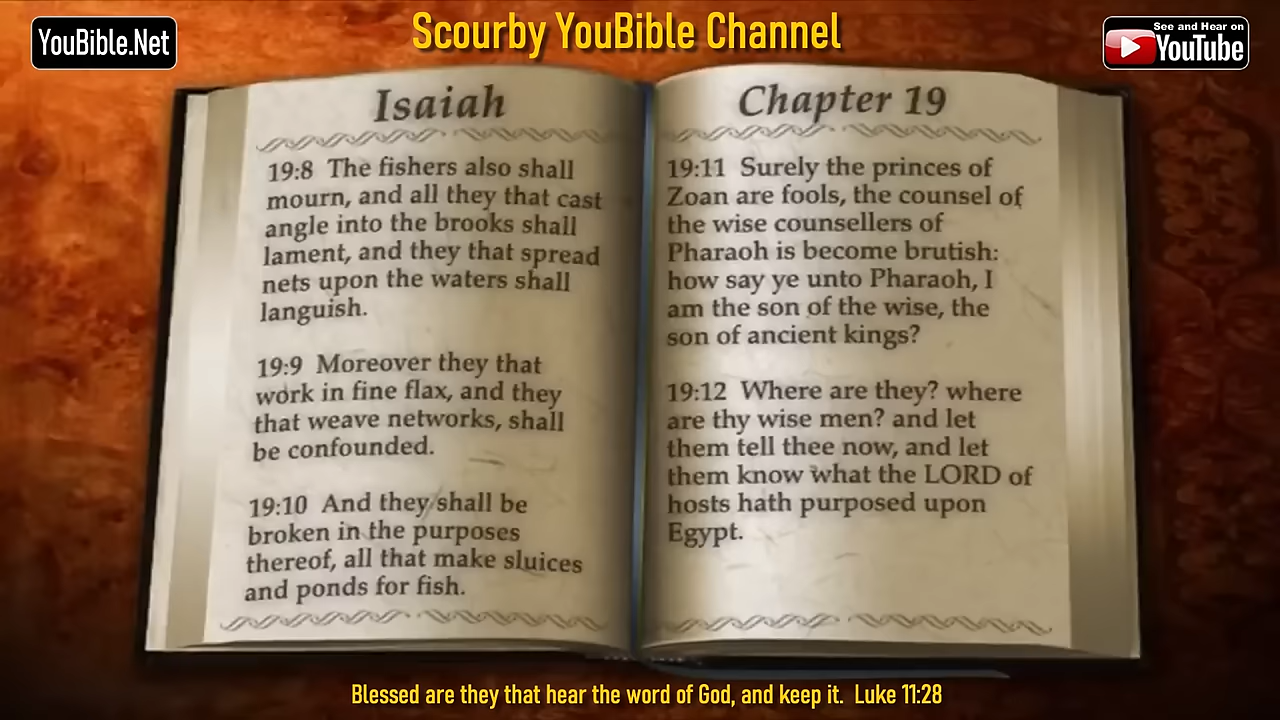 YouBible.Net
Scourby YouBible Channel
See and Hear on
YouTube
Isaiah
19:8 The fishers also shall
mourn, and all they that cast
angle into the brooks shall
lament, and they that spread
nets upon the waters shall
languish.
19:9 Moreover they that
work in fine flax, and they
that weave networks, shall
be confounded.
19:10 And they shall be
broken in the purposes
thereof, all that make sluices
and ponds for fish.
Chapter 19
19:11 Surely the princes of
Zoan are fools, the counsel of
the wise counsellers of
Pharaoh is become brutish:
how say ye unto Pharaoh, I
am the son of the wise, the
son of ancient kings?
19:12 Where are they? where
are thy wise men? and let
them tell thee now, and let
them know what the LORD of
hosts hath purposed upon
Egypt.
Blessed are they that hear the word of God, and keep it. Luke 11:28